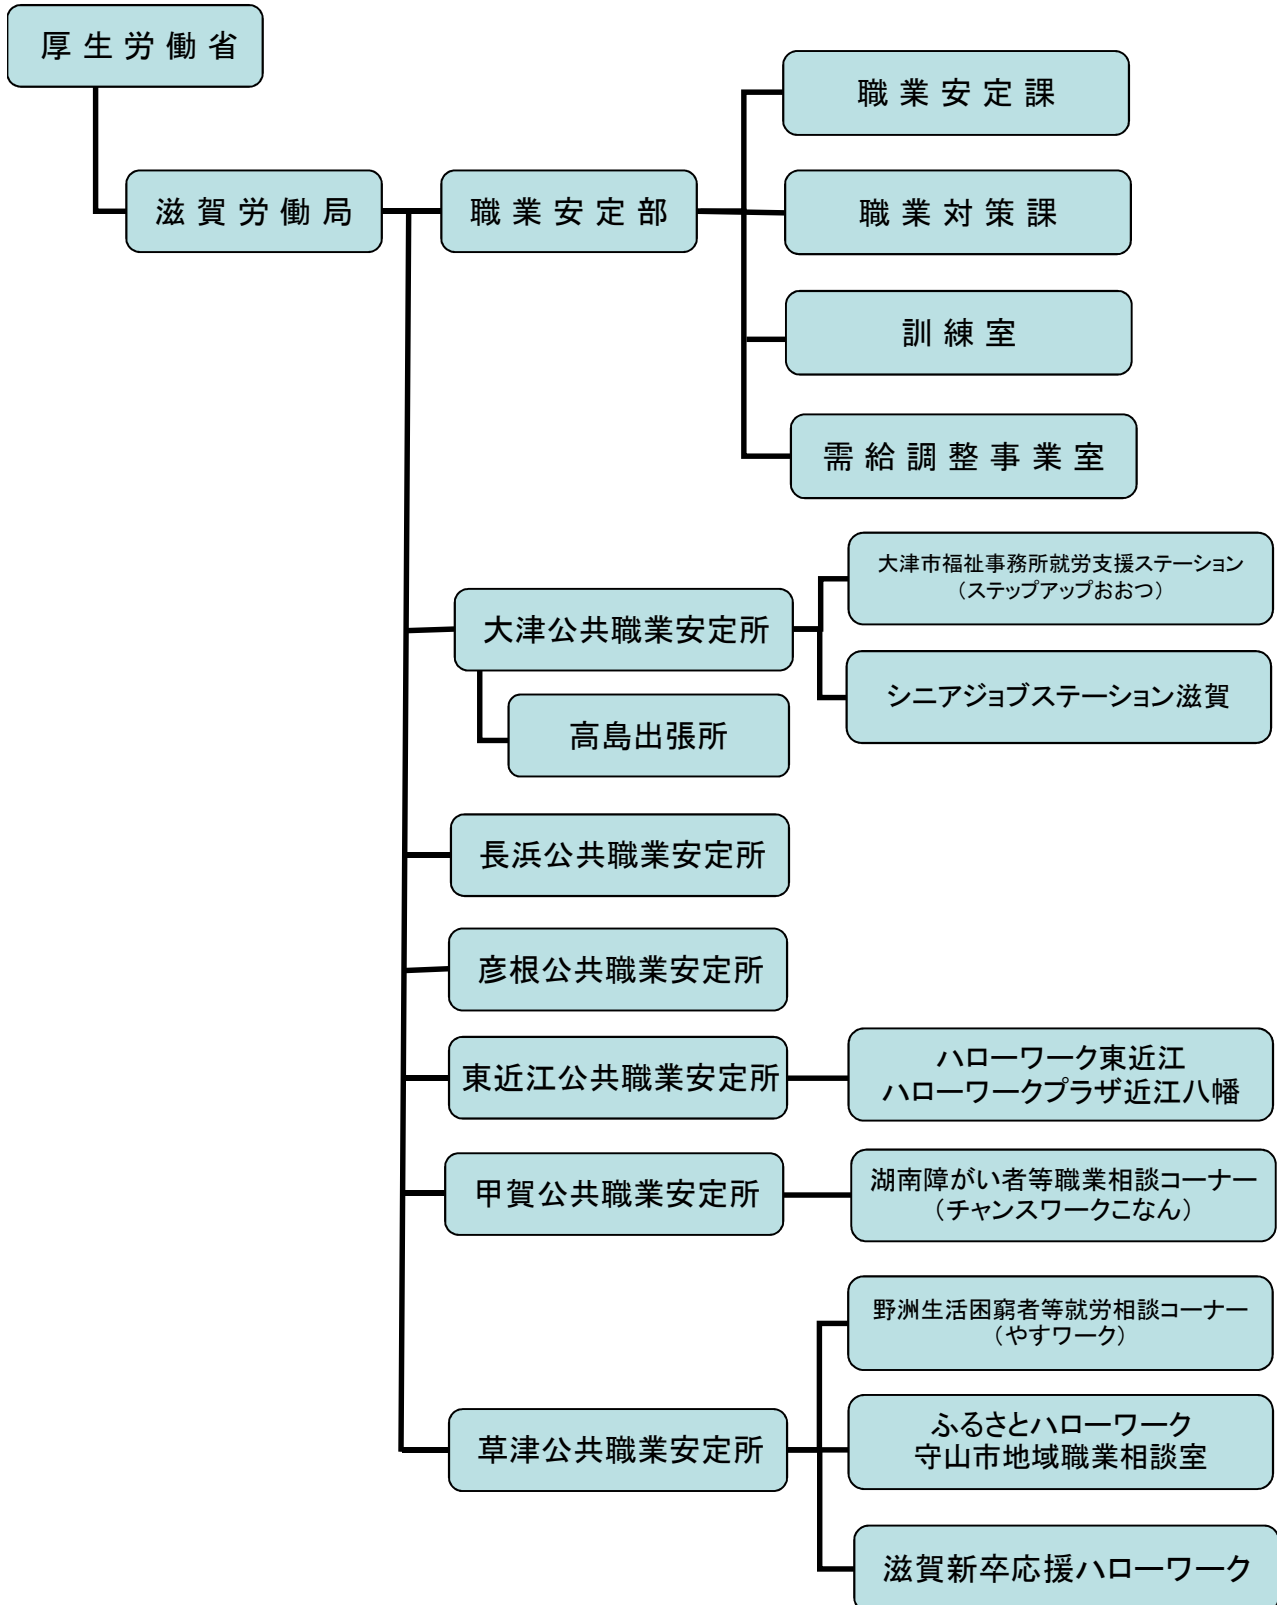 厚生労働省
滋賀労働局
職業安定部
職業安定課
職業対策課
訓練室
需給調整事業室
大津公共職業安定所
大津市福祉事務所就労支援ステーション
（ステップアップおおつ）
シニアジョブステーション滋賀
高島出張所
長浜公共職業安定所
彦根公共職業安定所
東近江公共職業安定所
ハローワーク東近江
ハローワークプラザ近江八幡
甲賀公共職業安定所
湖南障がい者等職業相談コーナー
（チャンスワークこなん）
草津公共職業安定所
野洲生活困窮者等就労相談コーナー
（やすワーク）
ふるさとハローワーク
守山市地域職業相談室
滋賀新卒応援ハローワーク